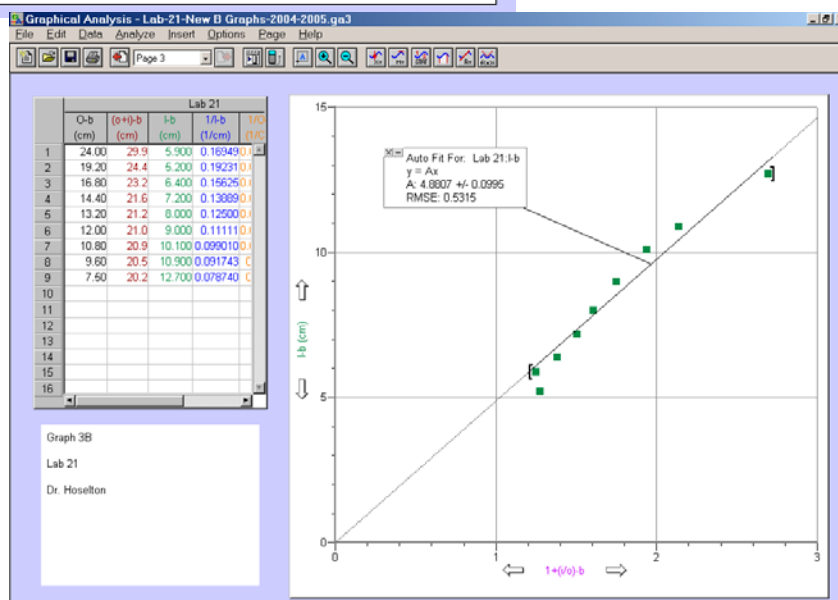 Graphical Analysis - Lab-21-New B Graphs-2004-2005.ga3
File Edit Data Analyze Insert Options Page Help
Page 3
Lab 21
O-b (o+i)-b I-b 1/I-b
(cm) (cm) (cm) (1/cm)
1 24.00 29.9 5.900 0.16949
2 19.20 24.4 5.200 0.19231
3 16.80 23.2 6.400 0.15625
4 14.40 21.6 7.200 0.13889
5 13.20 21.2 8.000 0.12500
6 12.00 21.0 9.000 0.11111
7 10.80 20.9 10.100 0.099010
8 9.60 20.5 10.900 0.091743
9 7.50 20.2 12.700 0.078740
10
11
12
13
14
15
16
Graph 3B
Lab 21
Dr. Hoselton
15
10
5
0
I-b (cm)
Auto Fit For: Lab 21:I-b
y = Ax
A: 4.8807 +/- 0.0995
RMSE: 0.5315
0 1 2 3
1+(i/o)-b